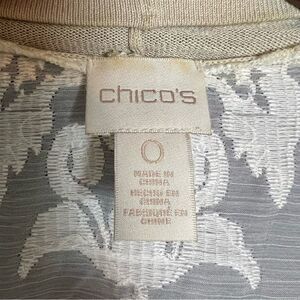 chico's
0
MADE IN
CHINA
HECHO EN
CHINA
FABRIQUÉ EN
CHINE